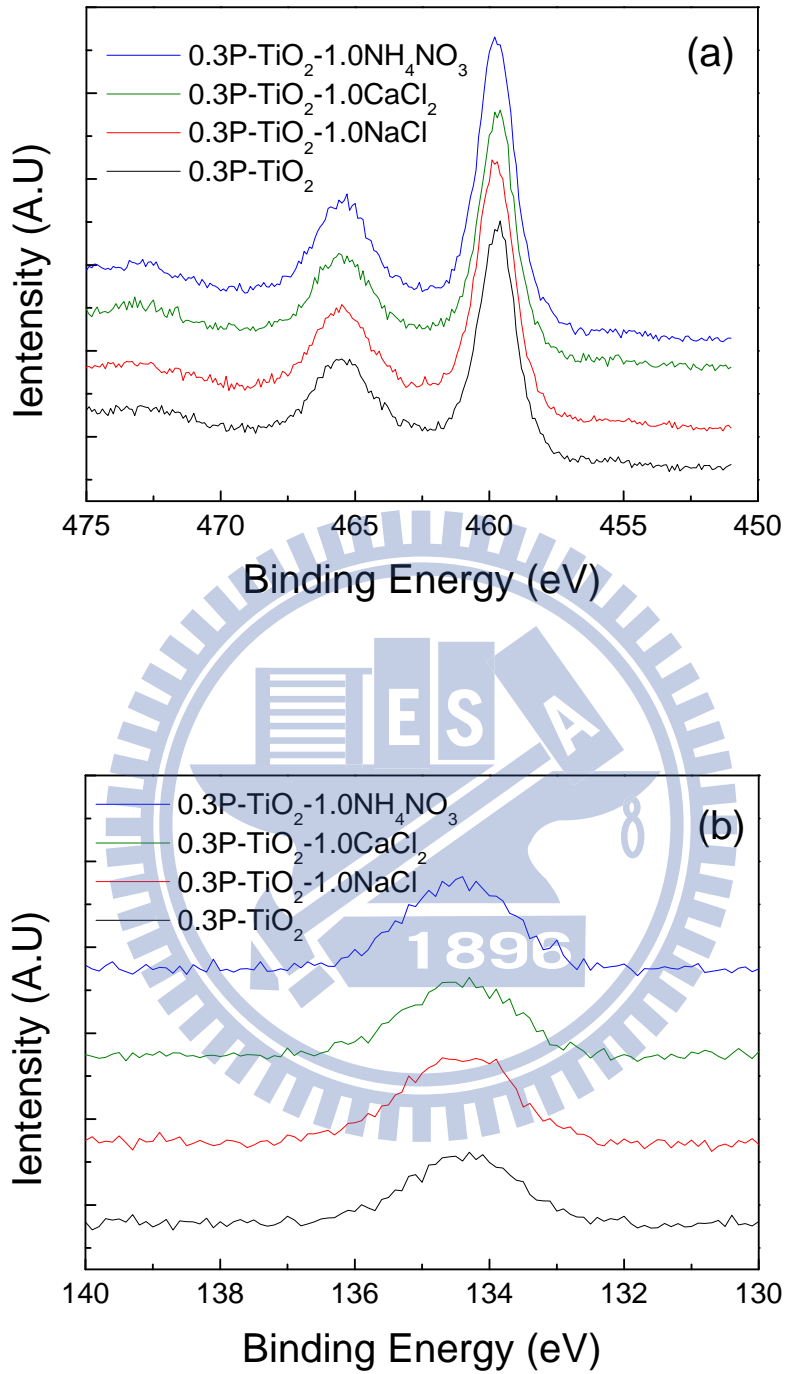 (a)
0.3P-TiO₂-1.0NH₄NO₃
0.3P-TiO₂-1.0CaCl₂
0.3P-TiO₂-1.0NaCl
0.3P-TiO₂
Ientensity (A.U)
475 470 465 460 455 450
Binding Energy (eV)
E S A
(b)
0.3P-TiO₂-1.0NH₄NO₃
0.3P-TiO₂-1.0CaCl₂
0.3P-TiO₂-1.0NaCl
0.3P-TiO₂
1896
Ientensity (A.U)
140 138 136 134 132 130
Binding Energy (eV)